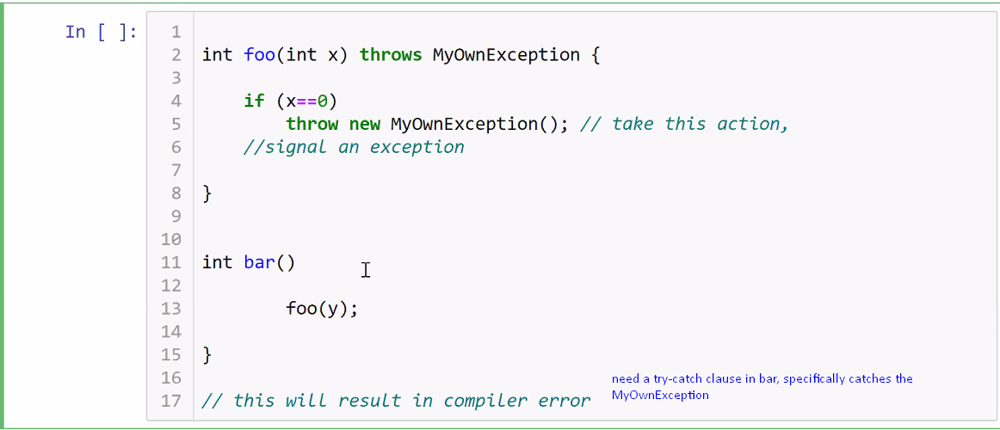 In [ ]:
1
2 int foo(int x) throws MyOwnException {
3
4 if (x==0)
5 throw new MyOwnException(); // take this action,
6 //signal an exception
7
8 }
9
10
11 int bar()
12
13 foo(y);
14
15 }
16
17 // this will result in compiler error
need a try-catch clause in bar, specifically catches the
MyOwnException